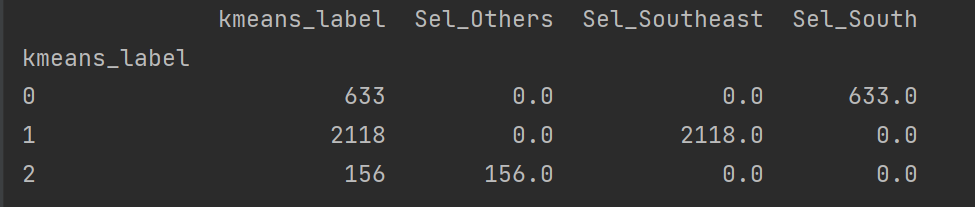 kmeans_label Sel_Others Sel_Southeast Sel_South
kmeans_label
0 633 0.0 0.0 633.0
1 2118 0.0 2118.0 0.0
2 156 156.0 0.0 0.0